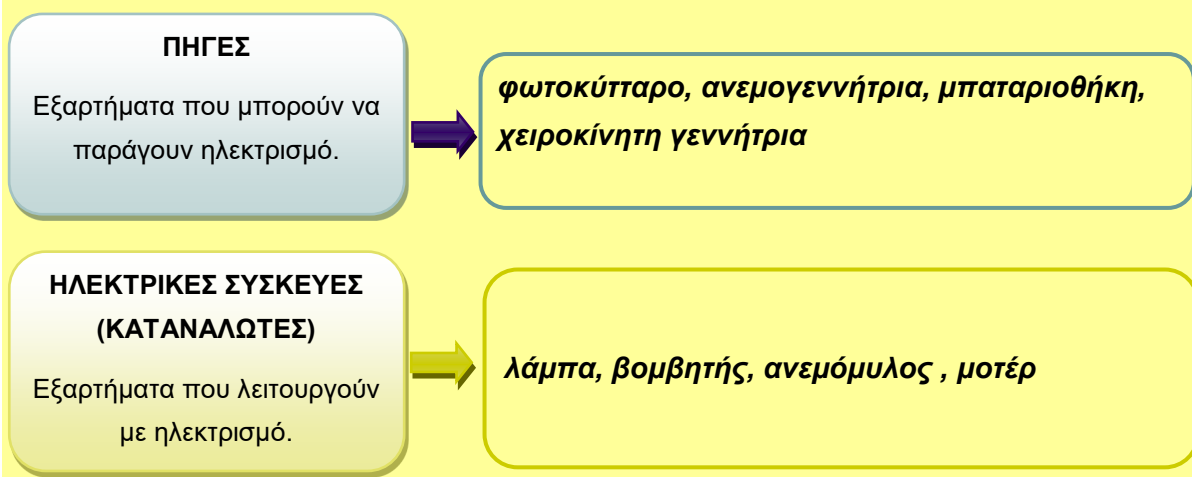 ΠΗΓΕΣ
Εξαρτήματα που μπορούν να
παράγουν ηλεκτρισμό.
φωτοκύτταρο, ανεμογεννήτρια, μπαταριοθήκη,
χειροκίνητη γεννήτρια
ΗΛΕΚΤΡΙΚΕΣ ΣΥΣΚΕΥΕΣ
(ΚΑΤΑΝΑΛΩΤΕΣ)
Εξαρτήματα που λειτουργούν
με ηλεκτρισμό.
λάμπα, βομβητής, ανεμόμυλος , μοτέρ